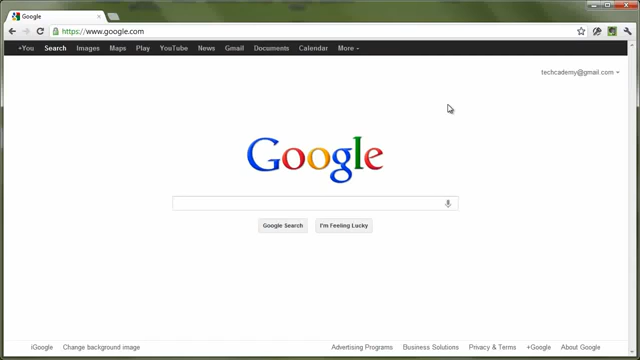 Google
https://www.google.com
+You Search Images Maps Play YouTube News Gmail Documents Calendar More
techcademy@gmail.com
Google
Google Search I'm Feeling Lucky
iGoogle Change background image Advertising Programs Business Solutions Privacy & Terms +Google About Google